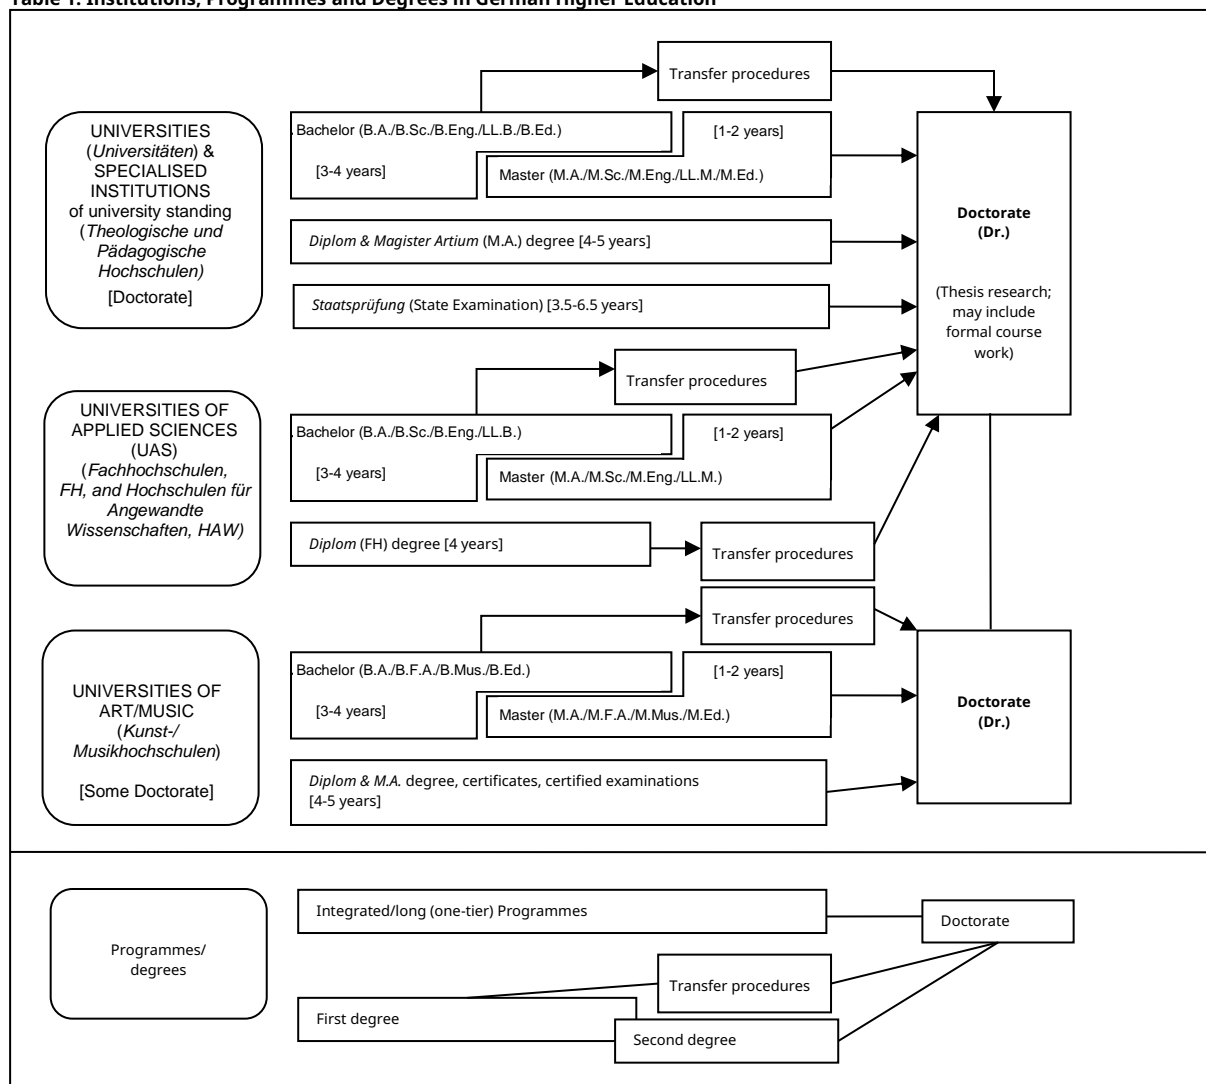 Table 1: Institutions, Programmes and Degrees in German Higher Education
Transfer procedures
UNIVERSITIES
(Universitäten) &
SPECIALISED
INSTITUTIONS
of university standing
(Theologische und
Pädagogische
Hochschulen)
[Doctorate]
Bachelor (B.A./B.Sc./B.Eng./LL.B./B.Ed.)
[3-4 years]
[1-2 years]
Master (M.A./M.Sc./M.Eng./LL.M./M.Ed.)
Diplom & Magister Artium (M.A.) degree [4-5 years]
Staatsprüfung (State Examination) [3.5-6.5 years]
Doctorate
(Dr.)
(Thesis research;
may include
formal course
work)
Transfer procedures
UNIVERSITIES OF
APPLIED SCIENCES
(UAS)
(Fachhochschulen,
FH, and Hochschulen für
Angewandte
Wissenschaften, HAW)
Bachelor (B.A./B.Sc./B.Eng./LL.B.)
[3-4 years]
[1-2 years]
Master (M.A./M.Sc./M.Eng./LL.M.)
Diplom (FH) degree [4 years]
Transfer procedures
Transfer procedures
UNIVERSITIES OF
ART/MUSIC
(Kunst-/
Musikhochschulen)
[Some Doctorate]
Bachelor (B.A./B.F.A./B.Mus./B.Ed.)
[3-4 years]
[1-2 years]
Master (M.A./M.F.A./M.Mus./M.Ed.)
Diplom & M.A. degree, certificates, certified examinations
[4-5 years]
Doctorate
(Dr.)
Programmes/
degrees
Integrated/long (one-tier) Programmes
Doctorate
Transfer procedures
First degree
Second degree